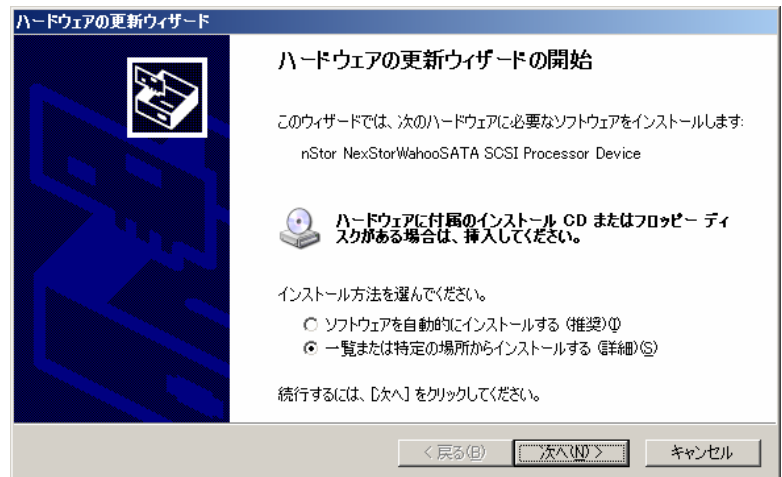 ハードウェアの更新ウィザード
ハードウェアの更新ウィザードの開始
このウィザードでは、次のハードウェアに必要なソフトウェアをインストールします:
nStor NexStorWahooSATA SCSI Processor Device
ハードウェアに付属のインストール CD またはフロッピー ディ
スクがある場合は、挿入してください。
インストール方法を選んでください。
ソフトウェアを自動的にインストールする (推奨)(I)
一覧または特定の場所からインストールする (詳細)(S)
続行するには、[次へ] をクリックしてください。
< 戻る(B)
次へ(N) >
キャンセル